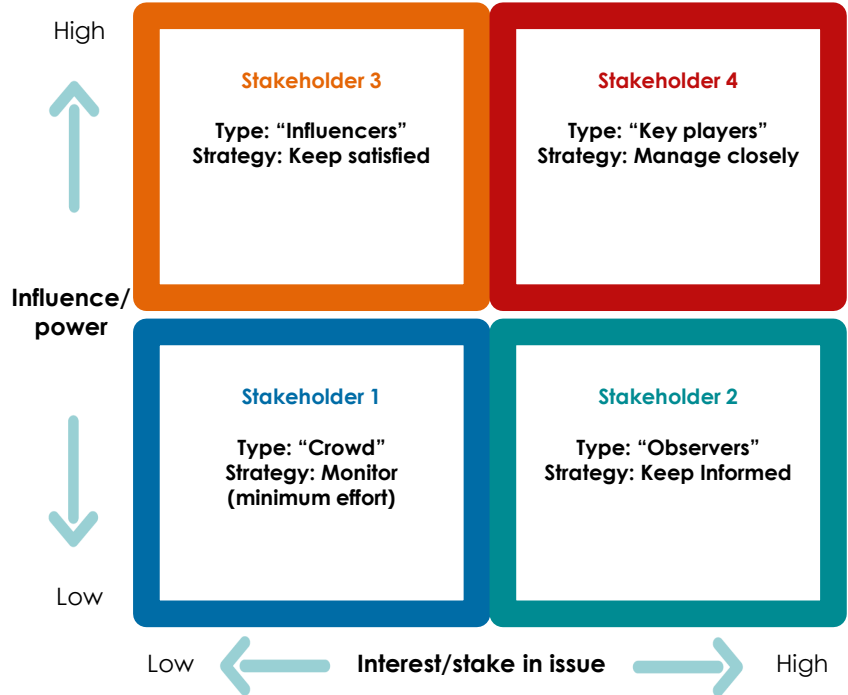 High
Stakeholder 3
Type: “Influencers”
Strategy: Keep satisfied
Stakeholder 4
Type: “Key players”
Strategy: Manage closely
Influence/
power
Stakeholder 1
Type: “Crowd”
Strategy: Monitor
(minimum effort)
Stakeholder 2
Type: “Observers”
Strategy: Keep Informed
Low
Low
Interest/stake in issue
High